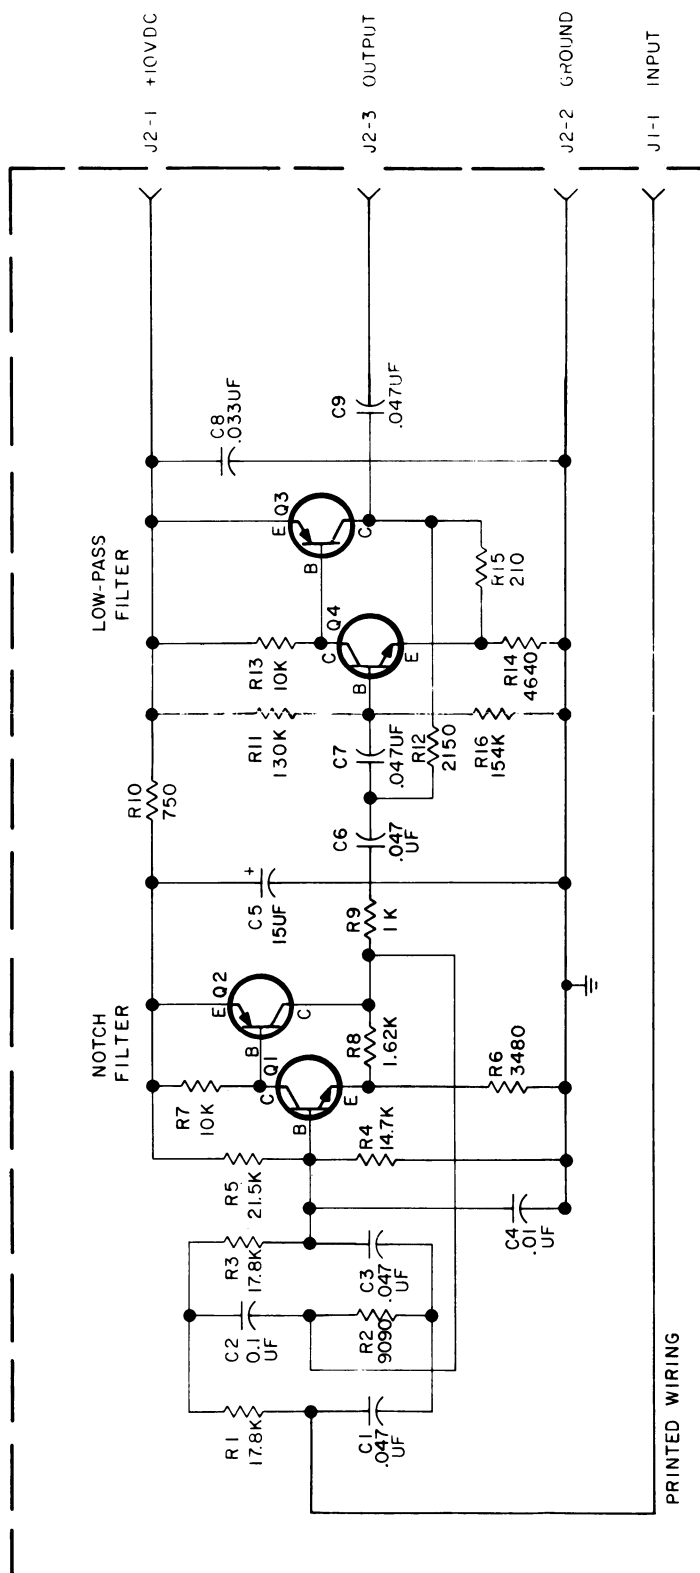 J2-1 +10VDC
J2-3 OUTPUT
J2-2 GROUND
J1-1 INPUT
NOTCH
FILTER
LOW-PASS
FILTER
R1
17.8K
C1
.047
UF
C2
0.1
UF
R2
9090
R3
17.8K
C3
.047
UF
C4
.01
UF
R5
21.5K
R4
14.7K
R7
10K
B
C
Q1
E
R6
3480
B
E
Q2
C
R8
1.62K
R9
1K
C5
+
15UF
C6
.047
UF
R10
750
C7
.047UF
R12
2150
R11
130K
R16
154K
R13
10K
B
C
Q4
E
R14
4640
R15
210
B
E
Q3
C
C8
.033UF
C9
.047UF
PRINTED WIRING